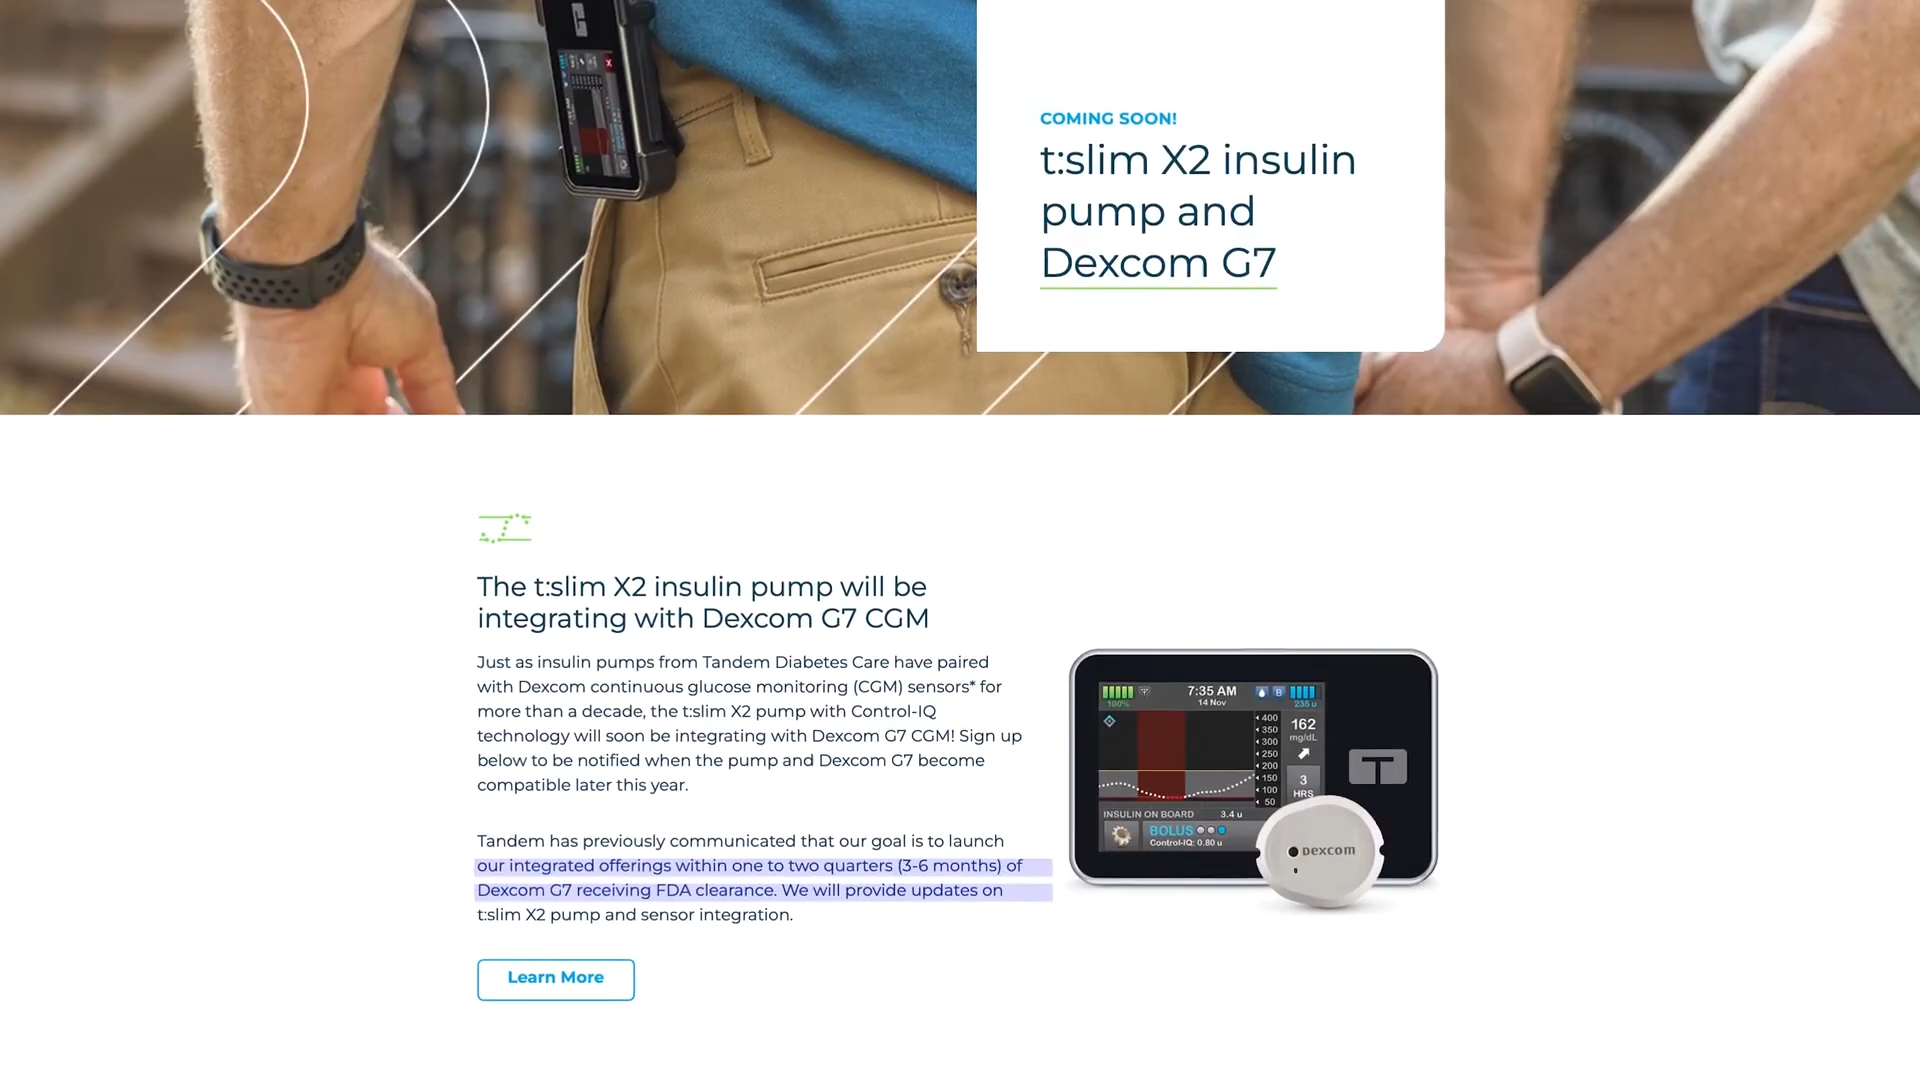 COMING SOON!
t:slim X2 insulin
pump and
Dexcom G7
The t:slim X2 insulin pump will be
integrating with Dexcom G7 CGM
Just as insulin pumps from Tandem Diabetes Care have paired
with Dexcom continuous glucose monitoring (CGM) sensors* for
more than a decade, the t:slim X2 pump with Control-IQ
technology will soon be integrating with Dexcom G7 CGM! Sign up
below to be notified when the pump and Dexcom G7 become
compatible later this year.
Tandem has previously communicated that our goal is to launch
our integrated offerings within one to two quarters (3-6 months) of
Dexcom G7 receiving FDA clearance. We will provide updates on
t:slim X2 pump and sensor integration.
Learn More
100%
7:35 AM
14 Nov
B
235 u
400
350
300
250
200
150
100
50
162
mg/dL
3
HRS
INSULIN ON BOARD 3.4 u
BOLUS
Control-IQ: 0.80 u
T
Dexcom